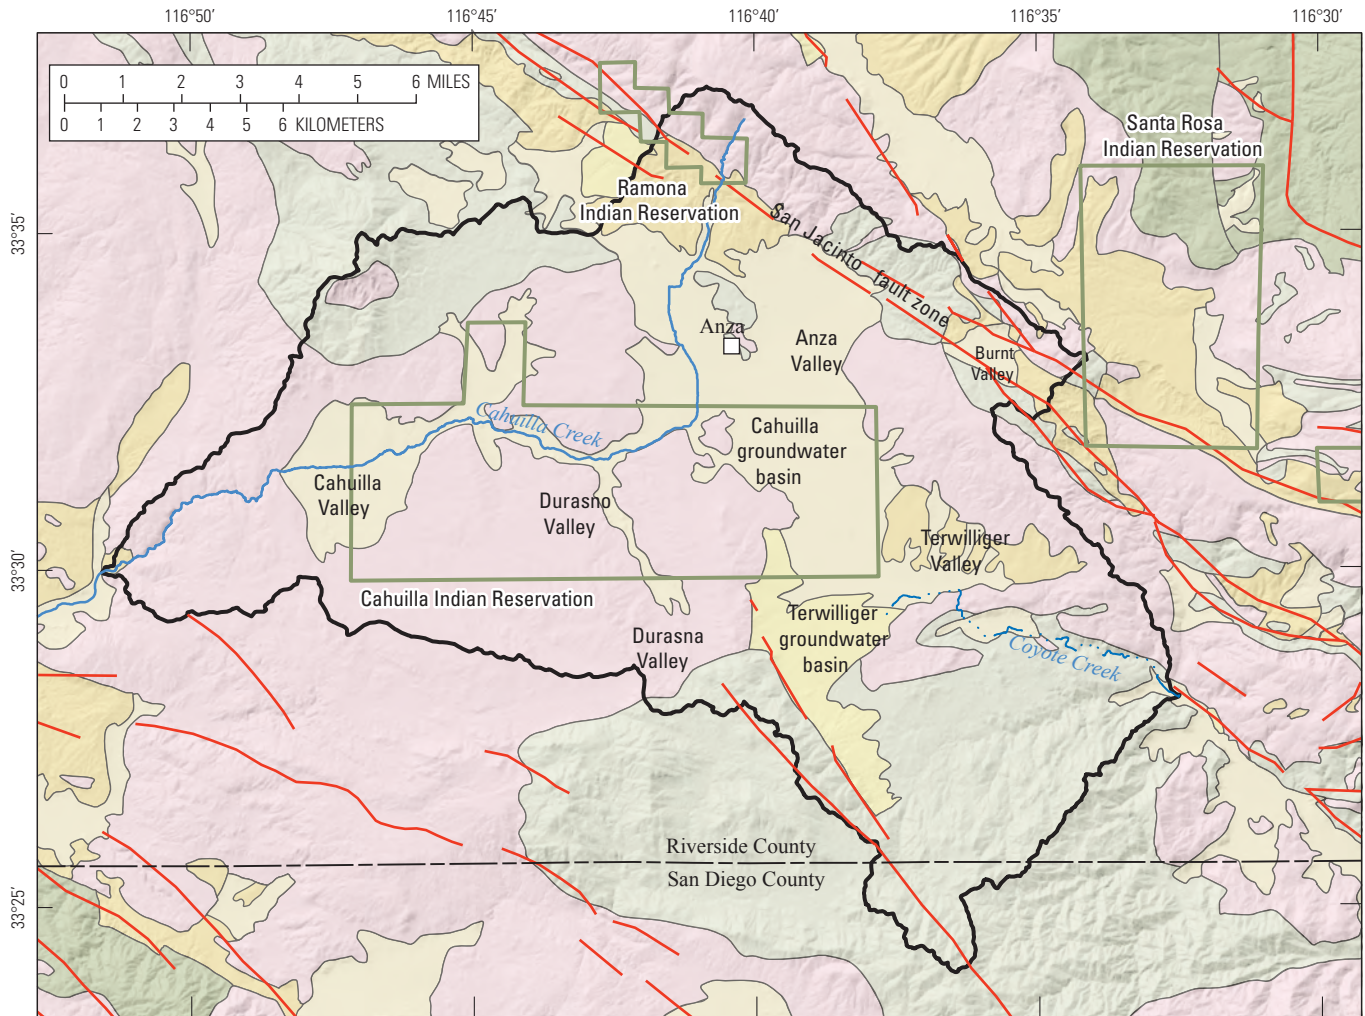 116°50'
116°45'
116°40'
116°35'
116°30'
0 1 2 3 4 5 6 MILES
0 1 2 3 4 5 6 KILOMETERS
33°35'
33°30'
33°25'
Santa Rosa
Indian Reservation
Ramona
Indian Reservation
San Jacinto fault zone
Anza
Anza
Valley
Burnt
Valley
Cahuilla Creek
Cahuilla
groundwater
basin
Cahuilla
Valley
Durasno
Valley
Terwilliger
Valley
Cahuilla Indian Reservation
Terwilliger
groundwater
basin
Durasna
Valley
Coyote Creek
Riverside County
San Diego County